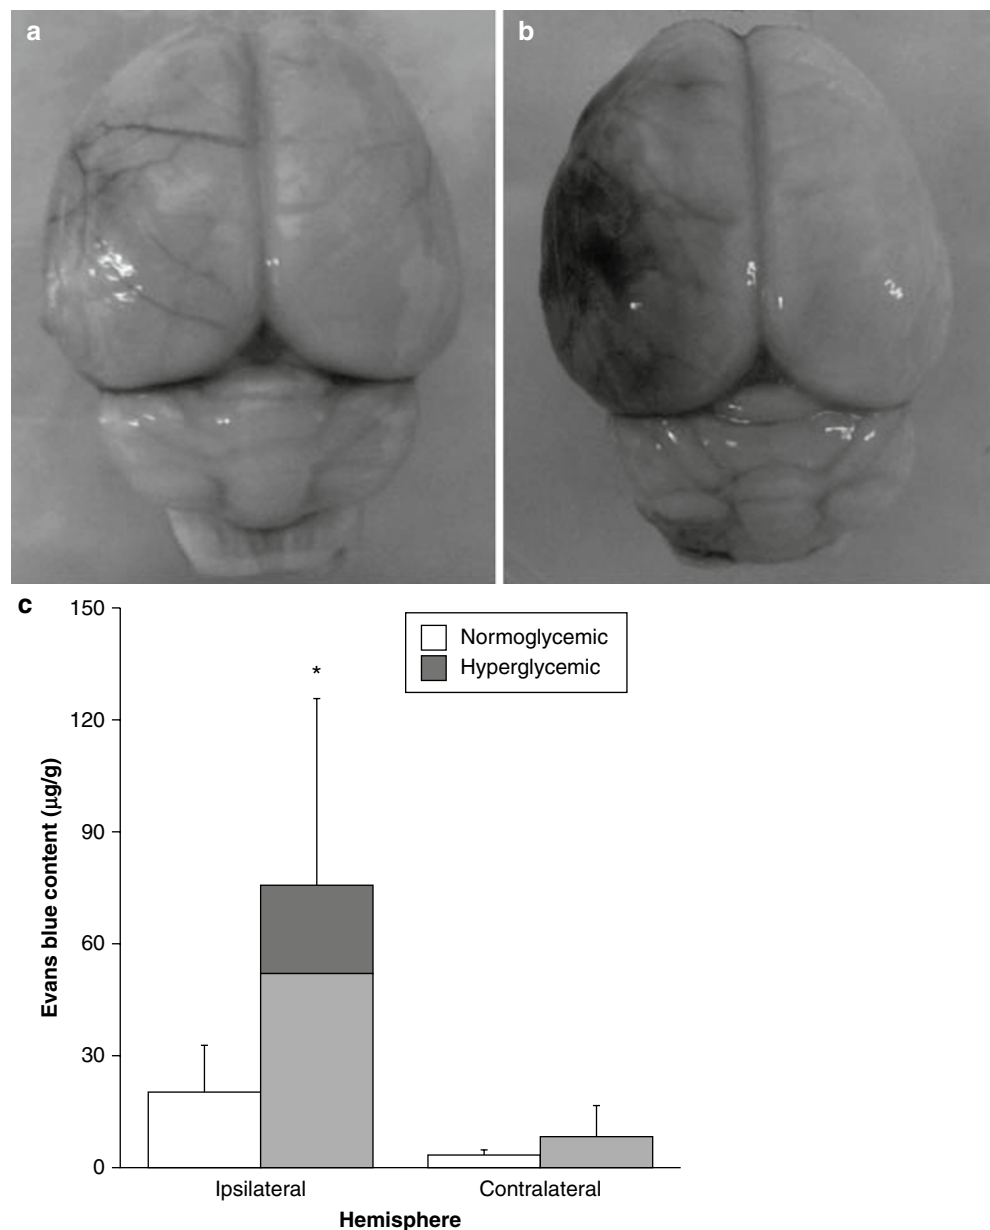 a
b
c
150
120
90
60
30
0
Evans blue content (µg/g)
Normoglycemic
Hyperglycemic
*
Ipsilateral
Contralateral
Hemisphere